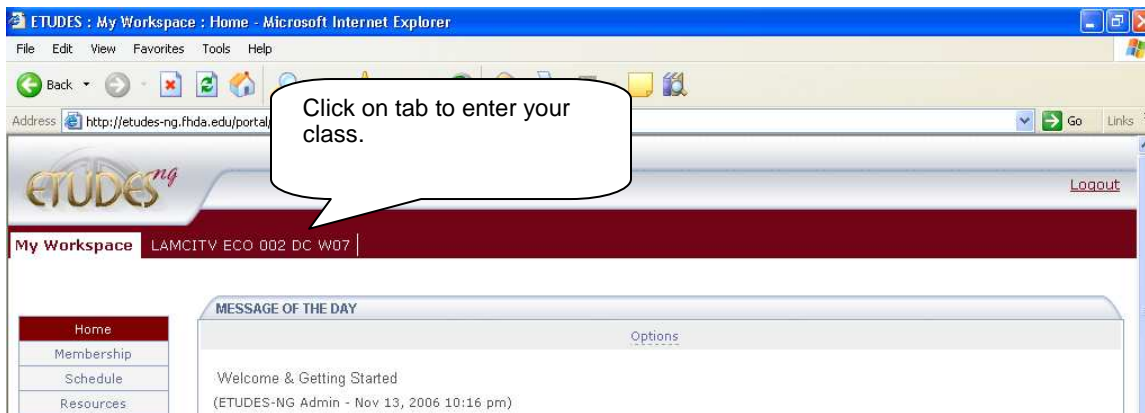 ETUDES : My Workspace : Home - Microsoft Internet Explorer
File Edit View Favorites Tools Help
Back
Click on tab to enter your
class.
Address http://etudes-ng.fhda.edu/portal/ Go Links
ETUDES ng
Logout
My Workspace LAMCITV ECO 002 DC W07
MESSAGE OF THE DAY
Home
Options
Membership
Schedule
Welcome & Getting Started
Resources
(ETUDES-NG Admin - Nov 13, 2006 10:16 pm)